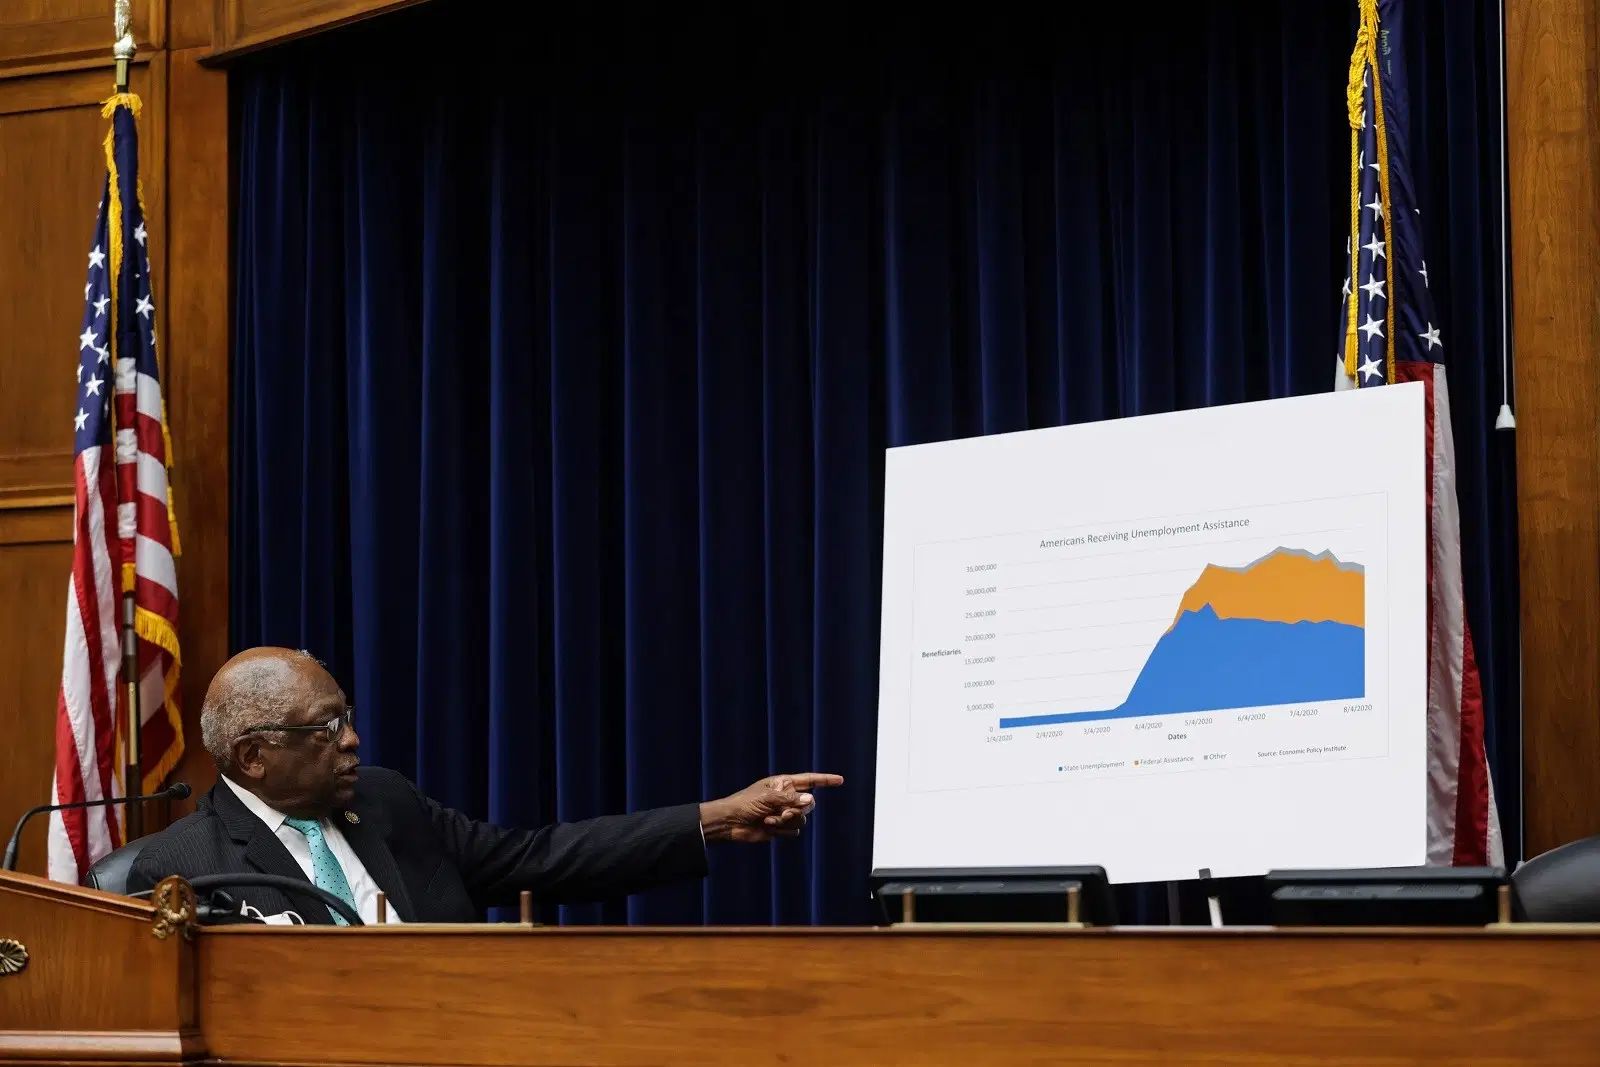 Americans Receiving Unemployment Assistance
35,000,000
30,000,000
25,000,000
20,000,000
Beneficiaries
15,000,000
10,000,000
5,000,000
0
1/4/2020 2/4/2020 3/4/2020 4/4/2020 5/4/2020 6/4/2020 7/4/2020 8/4/2020
Dates
State Unemployment Federal Assistance Other
Source: Economic Policy Institute